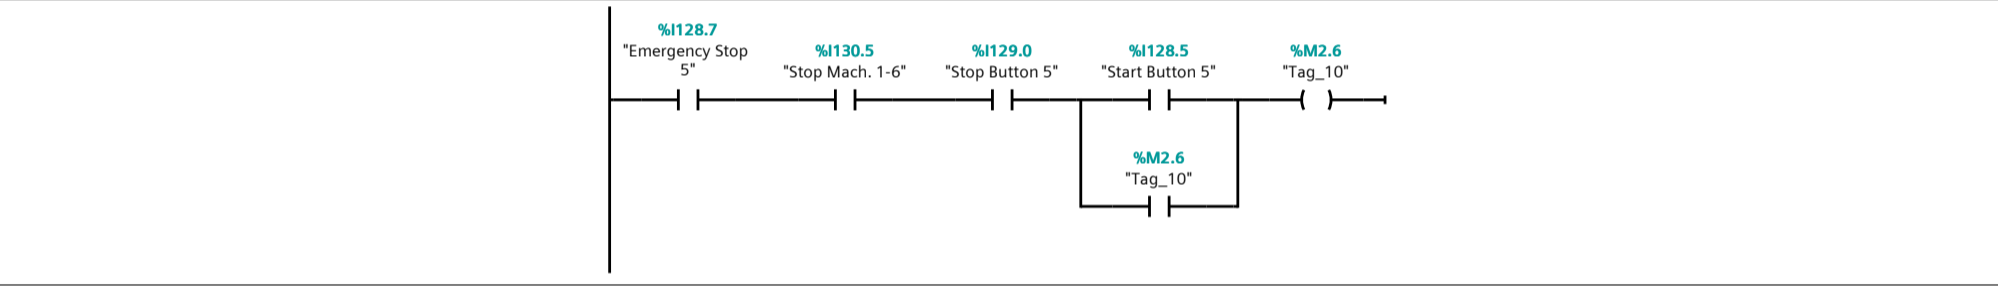 %I128.7
"Emergency Stop
5"
%I130.5
"Stop Mach. 1-6"
%I129.0
"Stop Button 5"
%I128.5
"Start Button 5"
%M2.6
"Tag_10"
%M2.6
"Tag_10"